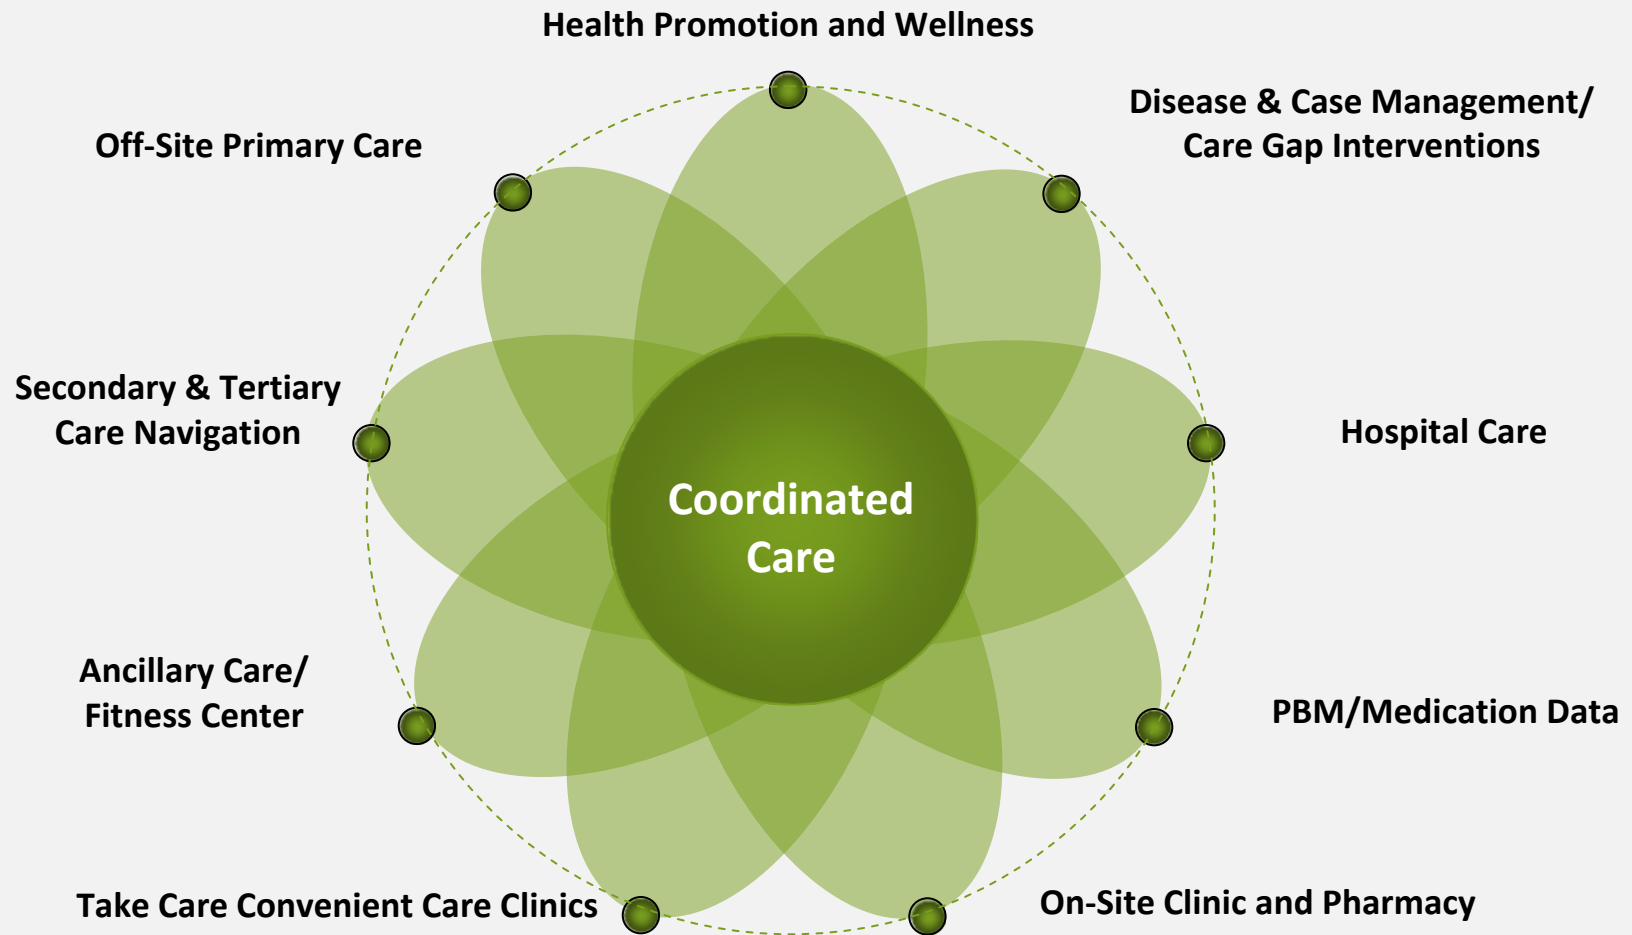 Health Promotion and Wellness
Disease & Case Management/
Care Gap Interventions
Off-Site Primary Care
Secondary & Tertiary
Care Navigation
Hospital Care
Coordinated
Care
Ancillary Care/
Fitness Center
PBM/Medication Data
Take Care Convenient Care Clinics
On-Site Clinic and Pharmacy